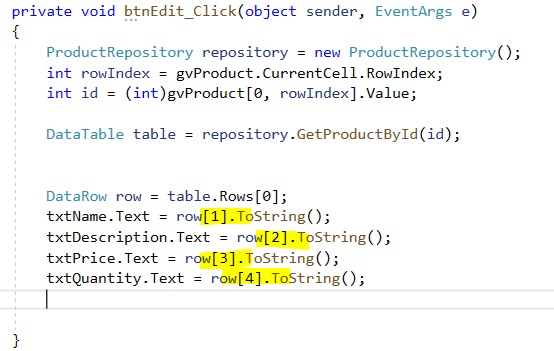 private void btnEdit_Click(object sender, EventArgs e)
{
ProductRepository repository = new ProductRepository();
int rowIndex = gvProduct.CurrentCell.RowIndex;
int id = (int)gvProduct[0, rowIndex].Value;
DataTable table = repository.GetProductById(id);
DataRow row = table.Rows[0];
txtName.Text = row[1].ToString();
txtDescription.Text = row[2].ToString();
txtPrice.Text = row[3].ToString();
txtQuantity.Text = row[4].ToString();
}